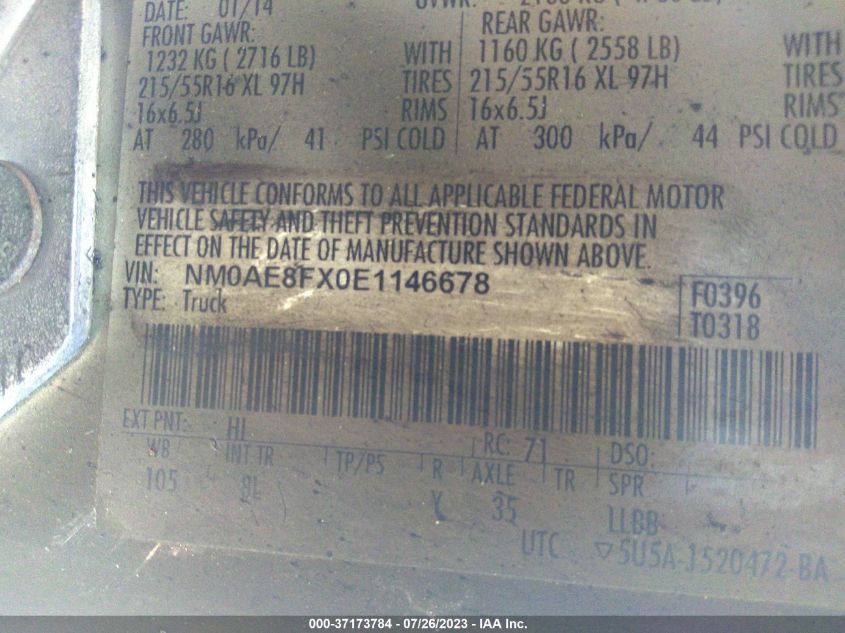 DATE: 01/14
FRONT GAWR: REAR GAWR:
1232 KG ( 2716 LB) WITH 1160 KG ( 2558 LB) WITH
215/55R16 XL 97H TIRES 215/55R16 XL 97H TIRES
16x6.5J RIMS 16x6.5J RIMS
AT 280 kPa/ 41 PSI COLD AT 300 kPa/ 44 PSI COLD
THIS VEHICLE CONFORMS TO ALL APPLICABLE FEDERAL MOTOR
VEHICLE SAFETY AND THEFT PREVENTION STANDARDS IN
EFFECT ON THE DATE OF MANUFACTURE SHOWN ABOVE.
VIN: NM0AE8FX0E1146678
TYPE: Truck
F0396
T0318
EXT PNT: HL RC: 71 DSO:
WB INT TR TP/PS R AXLE TR SPR
105 8L Y 35 LLBB
UTC ▽5U5A-1520472-BA
000-37173784 / 07/26/2023 - IAA Inc.